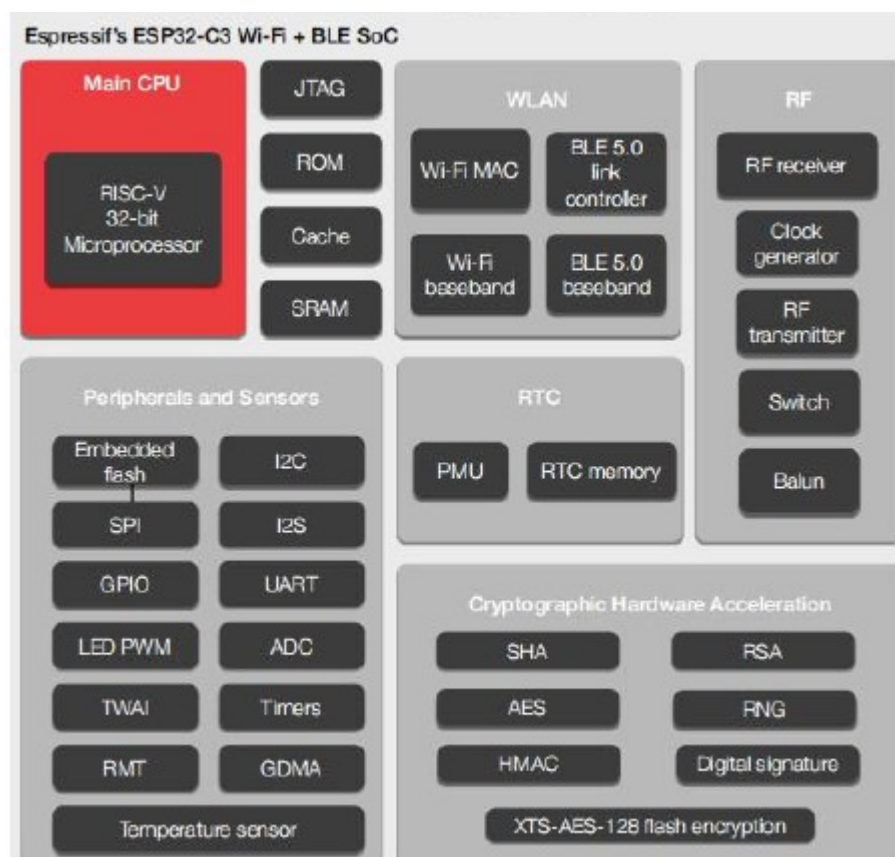 Espressif's ESP32-C3 Wi-Fi + BLE SoC
Main CPU
RISC-V
32-bit
Microprocessor
JTAG
ROM
Cache
SRAM
WLAN
Wi-Fi MAC
BLE 5.0
link
controller
Wi-Fi
baseband
BLE 5.0
baseband
RF
RF receiver
Clock
generator
RF
transmitter
Switch
Balun
Peripherals and Sensors
Embedded
flash
I2C
SPI
I2S
GPIO
UART
LED PWM
ADC
TWAI
Timers
RMT
GDMA
Temperature sensor
RTC
PMU
RTC memory
Cryptographic Hardware Acceleration
SHA
RSA
AES
RNG
HMAC
Digital signature
XTS-AES-128 flash encryption